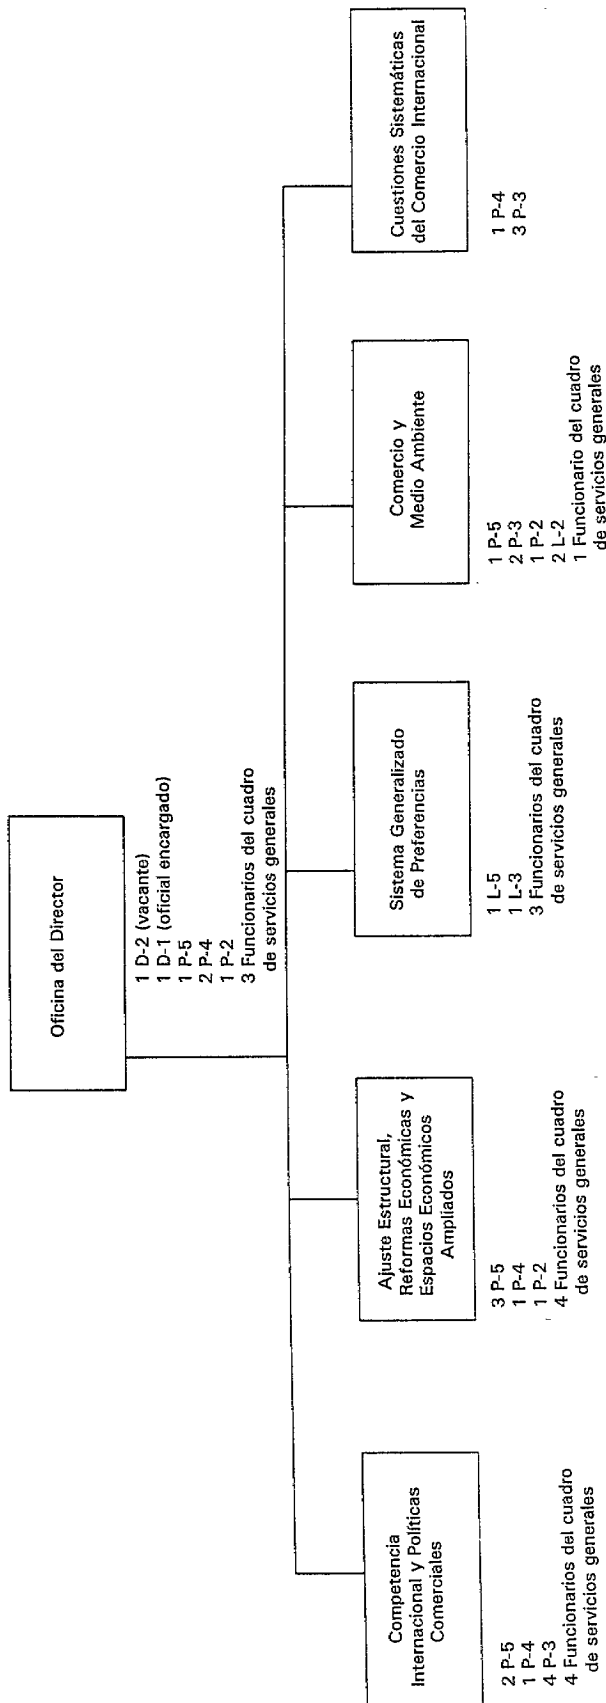 Oficina del Director
1 D-2 (vacante)
1 D-1 (oficial encargado)
1 P-5
2 P-4
1 P-2
3 Funcionarios del cuadro
de servicios generales
Competencia
Internacional y Políticas
Comerciales
2 P-5
1 P-4
4 P-3
4 Funcionarios del cuadro
de servicios generales
Ajuste Estructural,
Reformas Económicas y
Espacios Económicos
Ampliados
3 P-5
1 P-4
1 P-2
4 Funcionarios del cuadro
de servicios generales
Sistema Generalizado
de Preferencias
1 L-5
1 L-3
3 Funcionarios del cuadro
de servicios generales
Comercio y
Medio Ambiente
1 P-5
2 P-3
1 P-2
2 L-2
1 Funcionario del cuadro
de servicios generales
Cuestiones Sistemáticas
del Comercio Internacional
1 P-4
3 P-3